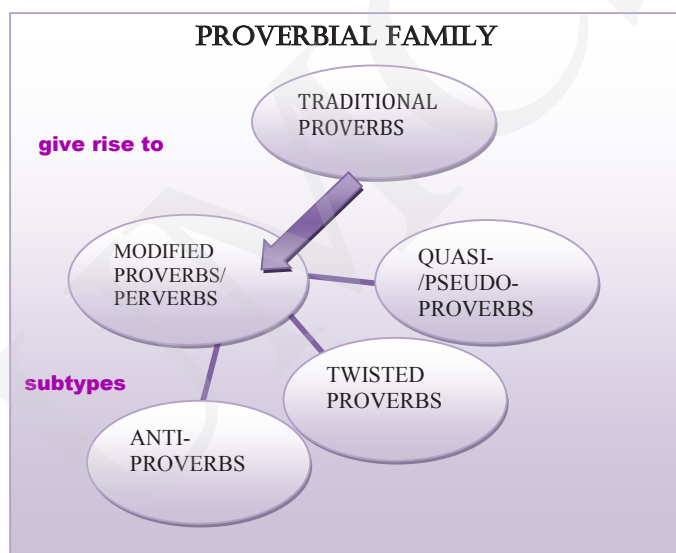 PROVERBIAL FAMILY
TRADITIONAL
PROVERBS
give rise to
MODIFIED
PROVERBS/
PERVERBS
QUASI-
/PSEUDO-
PROVERBS
subtypes
TWISTED
PROVERBS
ANTI-
PROVERBS